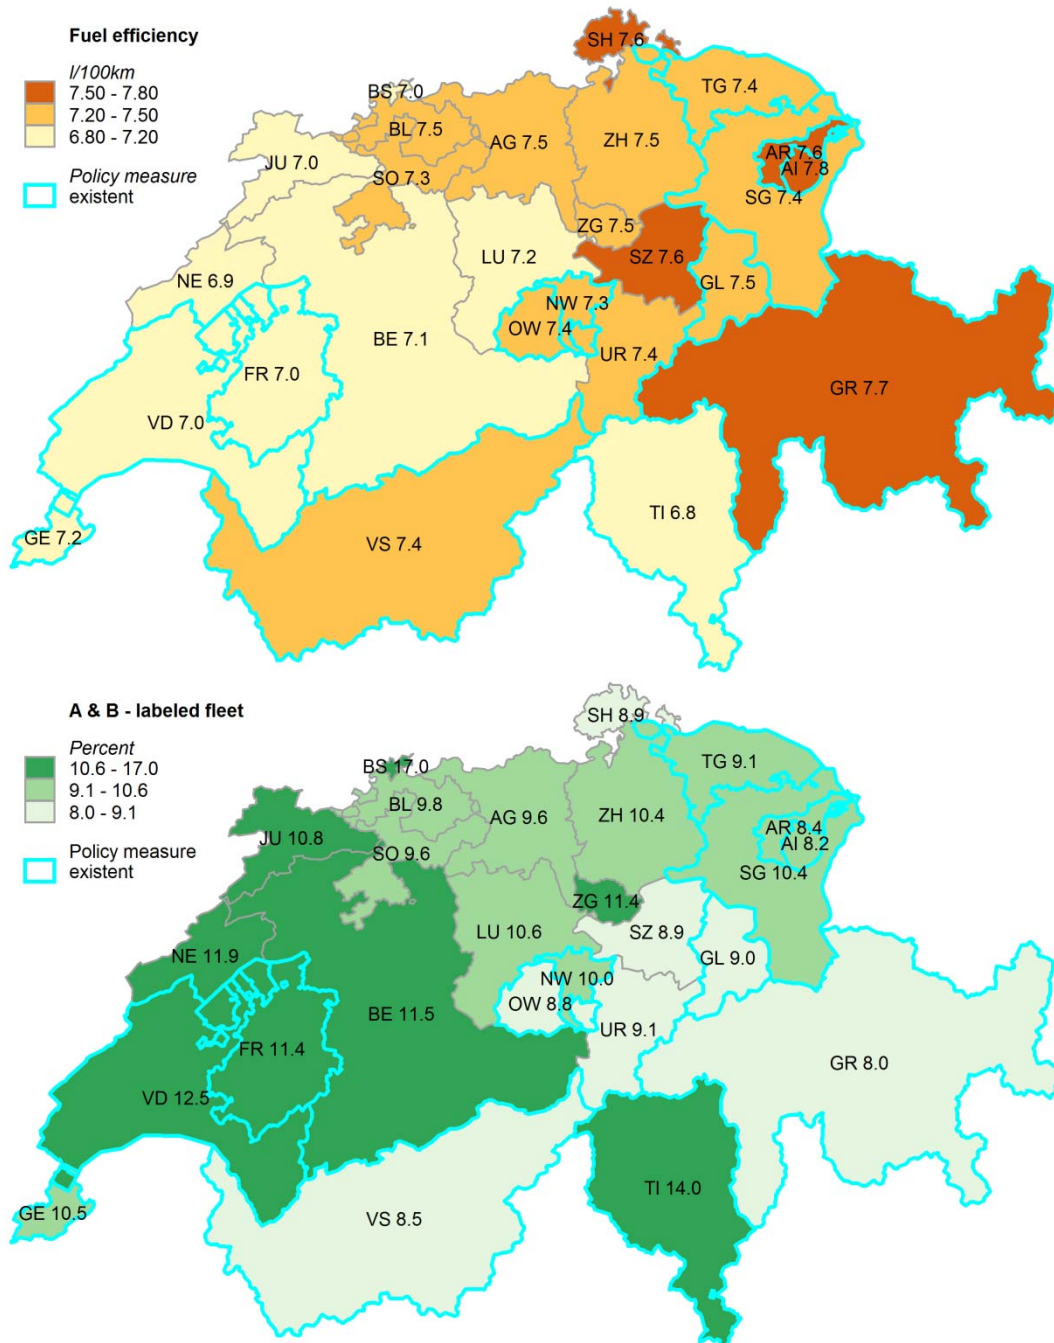 Fuel efficiency
l/100km
7.50 - 7.80
7.20 - 7.50
6.80 - 7.20
Policy measure
existent
SH 7.6
TG 7.4
BS 7.0
BL 7.5
AG 7.5
ZH 7.5
AR 7.6
AI 7.8
JU 7.0
SO 7.3
SG 7.4
ZG 7.5
LU 7.2
SZ 7.6
NE 6.9
GL 7.5
NW 7.3
OW 7.4
BE 7.1
UR 7.4
FR 7.0
GR 7.7
VD 7.0
TI 6.8
GE 7.2
VS 7.4
A & B - labeled fleet
Percent
10.6 - 17.0
9.1 - 10.6
8.0 - 9.1
Policy measure
existent
SH 8.9
TG 9.1
BS 17.0
BL 9.8
AG 9.6
ZH 10.4
AR 8.4
AI 8.2
JU 10.8
SO 9.6
SG 10.4
ZG 11.4
LU 10.6
SZ 8.9
NE 11.9
GL 9.0
NW 10.0
OW 8.8
BE 11.5
UR 9.1
FR 11.4
GR 8.0
VD 12.5
TI 14.0
GE 10.5
VS 8.5